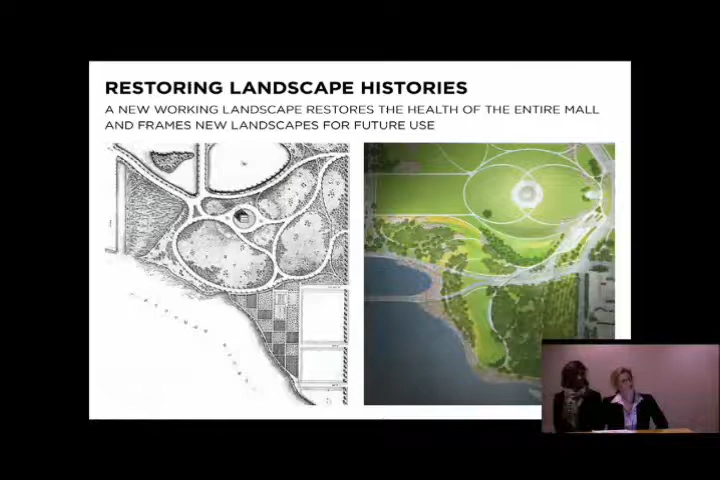 RESTORING LANDSCAPE HISTORIES
A NEW WORKING LANDSCAPE RESTORES THE HEALTH OF THE ENTIRE MALL
AND FRAMES NEW LANDSCAPES FOR FUTURE USE